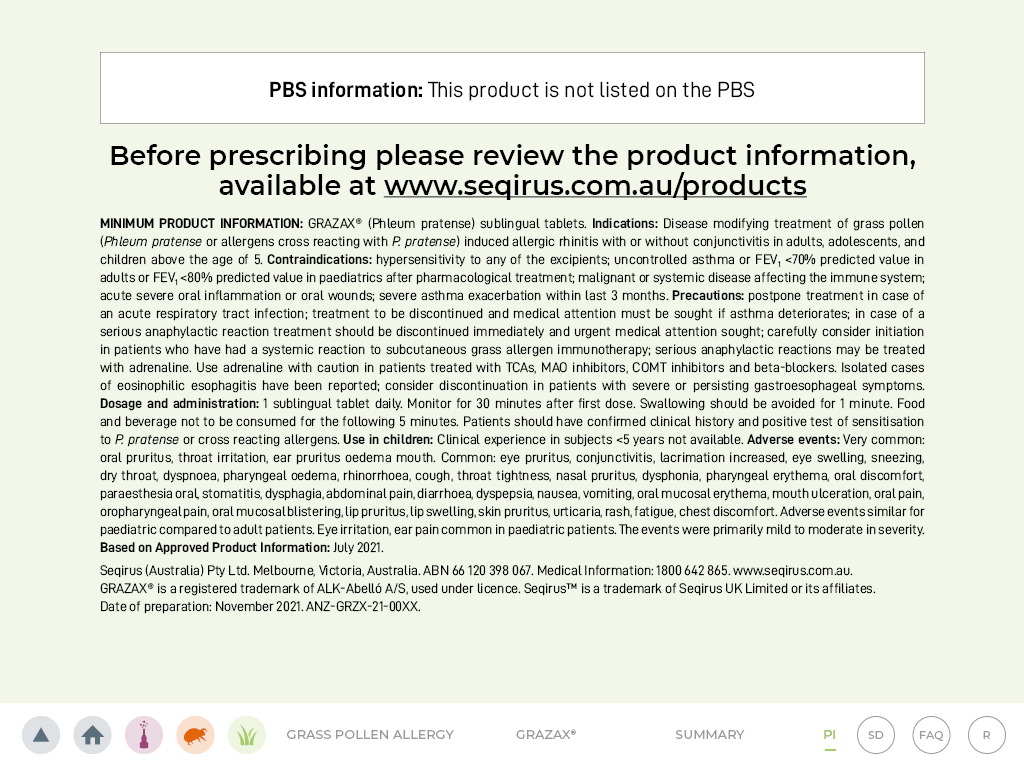 PBS information: This product is not listed on the PBS
Before prescribing please review the product information,
available at www.seqirus.com.au/products
MINIMUM PRODUCT INFORMATION: GRAZAX® (Phleum pratense) sublingual tablets. Indications: Disease modifying treatment of grass pollen
(Phleum pratense or allergens cross reacting with P. pratense) induced allergic rhinitis with or without conjunctivitis in adults, adolescents, and
children above the age of 5. Contraindications: hypersensitivity to any of the excipients; uncontrolled asthma or FEV₁ <70% predicted value in
adults or FEV₁ <80% predicted value in paediatrics after pharmacological treatment; malignant or systemic disease affecting the immune system;
acute severe oral inflammation or oral wounds; severe asthma exacerbation within last 3 months. Precautions: postpone treatment in case of
an acute respiratory tract infection; treatment to be discontinued and medical attention must be sought if asthma deteriorates; in case of a
serious anaphylactic reaction treatment should be discontinued immediately and urgent medical attention sought; carefully consider initiation
in patients who have had a systemic reaction to subcutaneous grass allergen immunotherapy; serious anaphylactic reactions may be treated
with adrenaline. Use adrenaline with caution in patients treated with TCAs, MAO inhibitors, COMT inhibitors and beta-blockers. Isolated cases
of eosinophilic esophagitis have been reported; consider discontinuation in patients with severe or persisting gastroesophageal symptoms.
Dosage and administration: 1 sublingual tablet daily. Monitor for 30 minutes after first dose. Swallowing should be avoided for 1 minute. Food
and beverage not to be consumed for the following 5 minutes. Patients should have confirmed clinical history and positive test of sensitisation
to P. pratense or cross reacting allergens. Use in children: Clinical experience in subjects <5 years not available. Adverse events: Very common:
oral pruritus, throat irritation, ear pruritus oedema mouth. Common: eye pruritus, conjunctivitis, lacrimation increased, eye swelling, sneezing,
dry throat, dyspnoea, pharyngeal oedema, rhinorrhoea, cough, throat tightness, nasal pruritus, dysphonia, pharyngeal erythema, oral discomfort,
paraesthesia oral, stomatitis, dysphagia, abdominal pain, diarrhoea, dyspepsia, nausea, vomiting, oral mucosal erythema, mouth ulceration, oral pain,
oropharyngeal pain, oral mucosal blistering, lip pruritus, lip swelling, skin pruritus, urticaria, rash, fatigue, chest discomfort. Adverse events similar for
paediatric compared to adult patients. Eye irritation, ear pain common in paediatric patients. The events were primarily mild to moderate in severity.
Based on Approved Product Information: July 2021.
Seqirus (Australia) Pty Ltd. Melbourne, Victoria, Australia. ABN 66 120 398 067. Medical Information: 1800 642 865. www.seqirus.com.au.
GRAZAX® is a registered trademark of ALK-Abelló A/S, used under licence. Seqirus™ is a trademark of Seqirus UK Limited or its affiliates.
Date of preparation: November 2021. ANZ-GRZX-21-00XX.
GRASS POLLEN ALLERGY GRAZAX® SUMMARY PI SD FAQ R